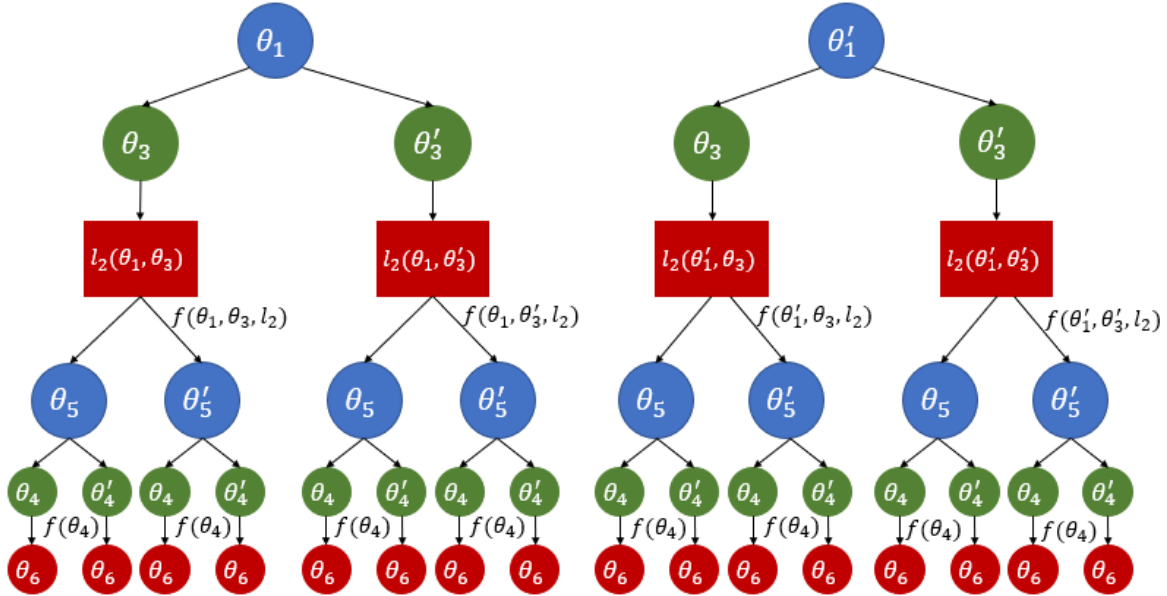 θ₁ θ′₁
θ₃ θ′₃ θ₃ θ′₃
l₂(θ₁, θ₃) l₂(θ₁, θ′₃) l₂(θ′₁, θ₃) l₂(θ′₁, θ′₃)
f(θ₁, θ₃, l₂) f(θ₁, θ′₃, l₂) f(θ′₁, θ₃, l₂) f(θ′₁, θ′₃, l₂)
θ₅ θ′₅ θ₅ θ′₅ θ₅ θ′₅ θ₅ θ′₅
θ₄ θ′₄ θ₄ θ′₄ θ₄ θ′₄ θ₄ θ′₄ θ₄ θ′₄ θ₄ θ′₄ θ₄ θ′₄ θ₄ θ′₄
f(θ₄) f(θ₄) f(θ₄) f(θ₄) f(θ₄) f(θ₄) f(θ₄) f(θ₄)
θ₆ θ₆ θ₆ θ₆ θ₆ θ₆ θ₆ θ₆ θ₆ θ₆ θ₆ θ₆ θ₆ θ₆ θ₆ θ₆